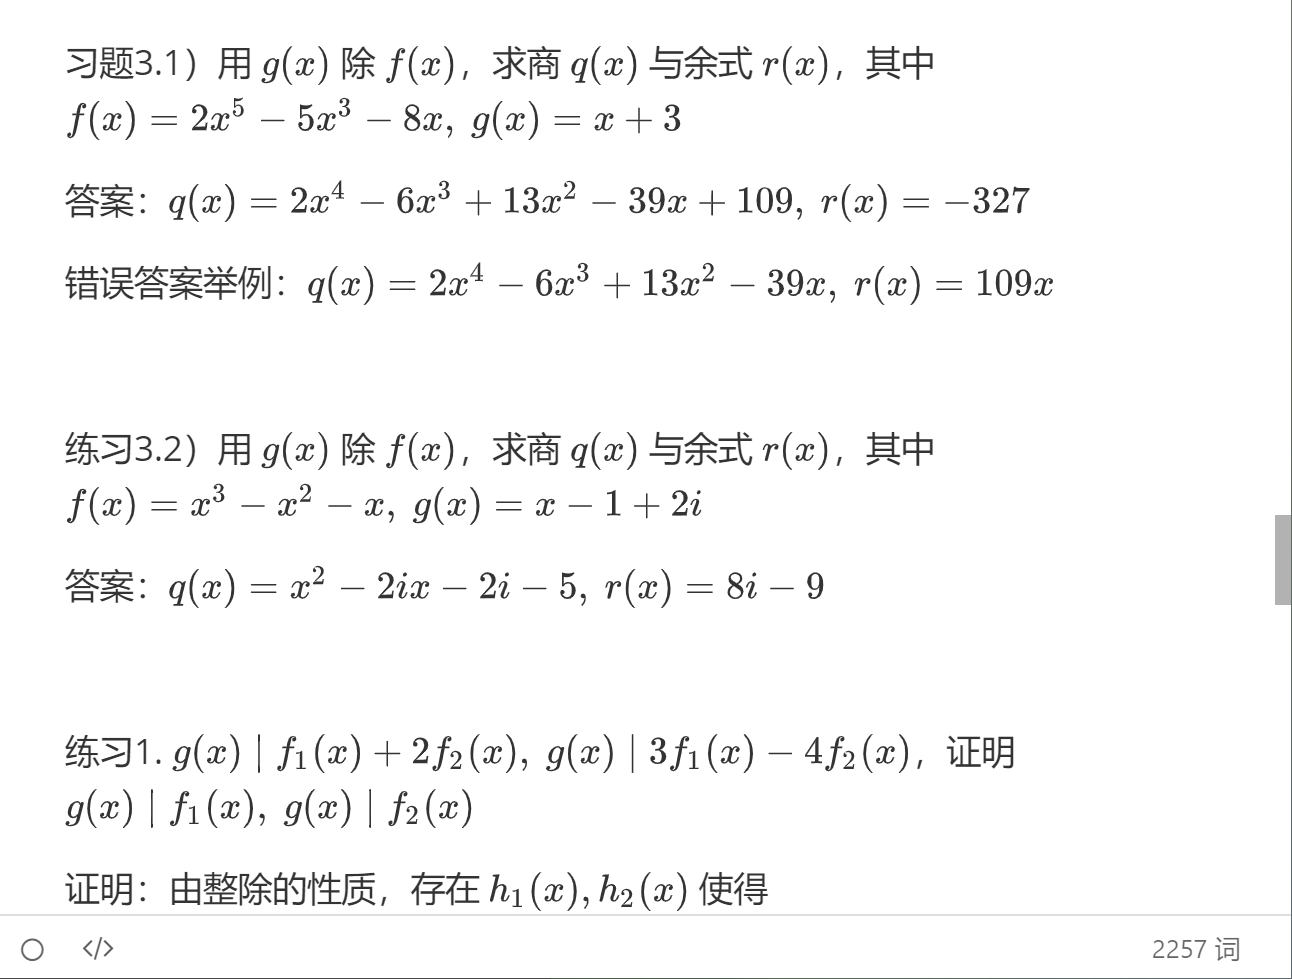 习题3.1）用 g(x) 除 f(x)，求商 q(x) 与余式 r(x)，其中
f(x) = 2x⁵ − 5x³ − 8x, g(x) = x + 3
答案：q(x) = 2x⁴ − 6x³ + 13x² − 39x + 109, r(x) = −327
错误答案举例：q(x) = 2x⁴ − 6x³ + 13x² − 39x, r(x) = 109x
练习3.2）用 g(x) 除 f(x)，求商 q(x) 与余式 r(x)，其中
f(x) = x³ − x² − x, g(x) = x − 1 + 2i
答案：q(x) = x² − 2ix − 2i − 5, r(x) = 8i − 9
练习1. g(x) | f₁(x) + 2f₂(x), g(x) | 3f₁(x) − 4f₂(x)，证明
g(x) | f₁(x), g(x) | f₂(x)
证明：由整除的性质，存在 h₁(x), h₂(x) 使得
</> 2257 词